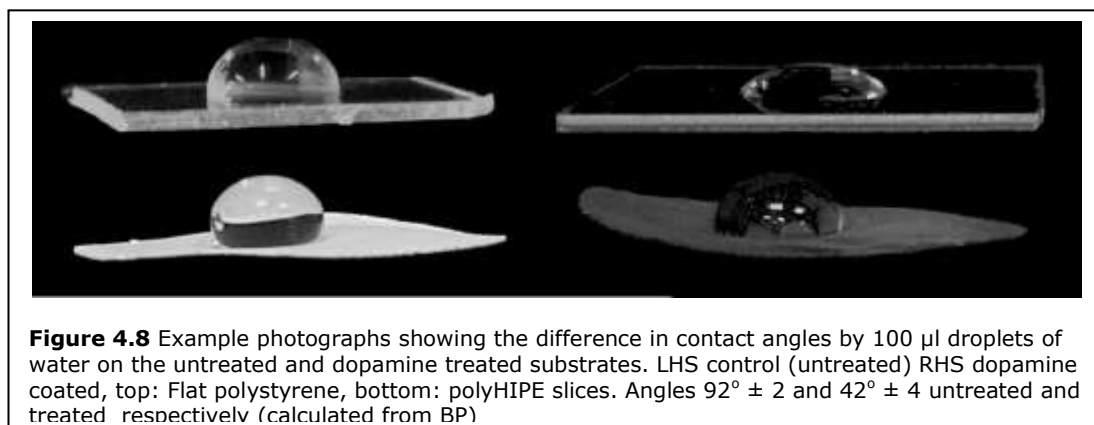 Figure 4.8 Example photographs showing the difference in contact angles by 100 µl droplets of
water on the untreated and dopamine treated substrates. LHS control (untreated) RHS dopamine
coated, top: Flat polystyrene, bottom: polyHIPE slices. Angles 92° ± 2 and 42° ± 4 untreated and
treated respectively (calculated from BP)